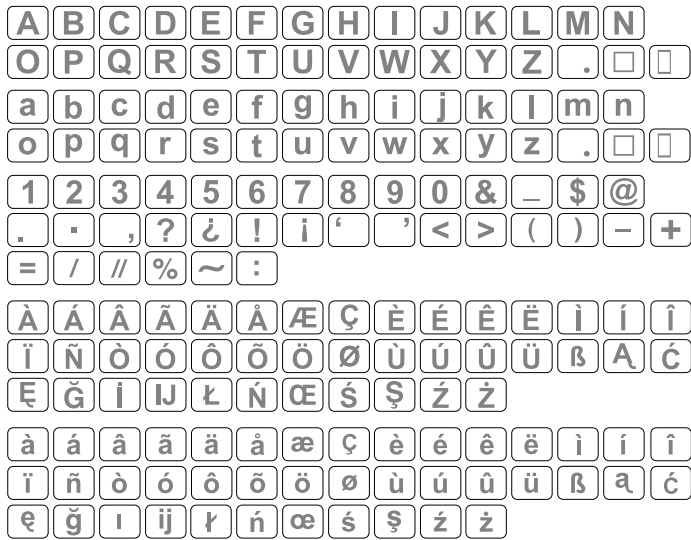 A B C D E F G H I J K L M N
O P Q R S T U V W X Y Z . □ ▯
a b c d e f g h i j k l m n
o p q r s t u v w x y z . □ ▯
1 2 3 4 5 6 7 8 9 0 & _ $ @
. · , ? ¿ ! ¡ ‘ ’ < > ( ) – +
= / // % ~ :
À Á Â Ã Ä Å Æ Ç È É Ê Ë Ì Í Î
Ï Ñ Ò Ó Ô Õ Ö Ø Ù Ú Û Ü ß Ą Ć
Ę Ğ İ IJ Ł Ń Œ Ś Ş Ź Ż
à á â ã ä å æ ç è é ê ë ì í î
ï ñ ò ó ô õ ö ø ù ú û ü ß ą ć
ę ğ ı ij ł ń œ ś ş ź ż